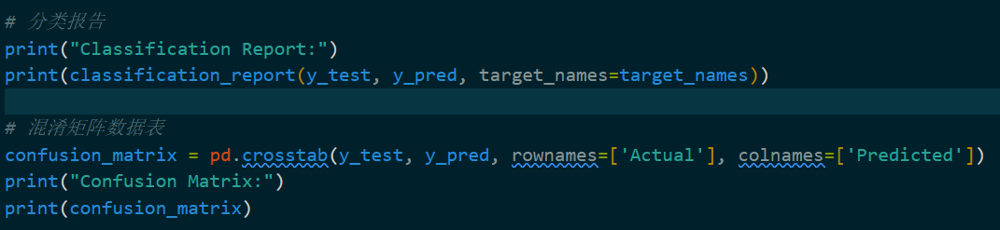 # 分类报告
print("Classification Report:")
print(classification_report(y_test, y_pred, target_names=target_names))
# 混淆矩阵数据表
confusion_matrix = pd.crosstab(y_test, y_pred, rownames=['Actual'], colnames=['Predicted'])
print("Confusion Matrix:")
print(confusion_matrix)